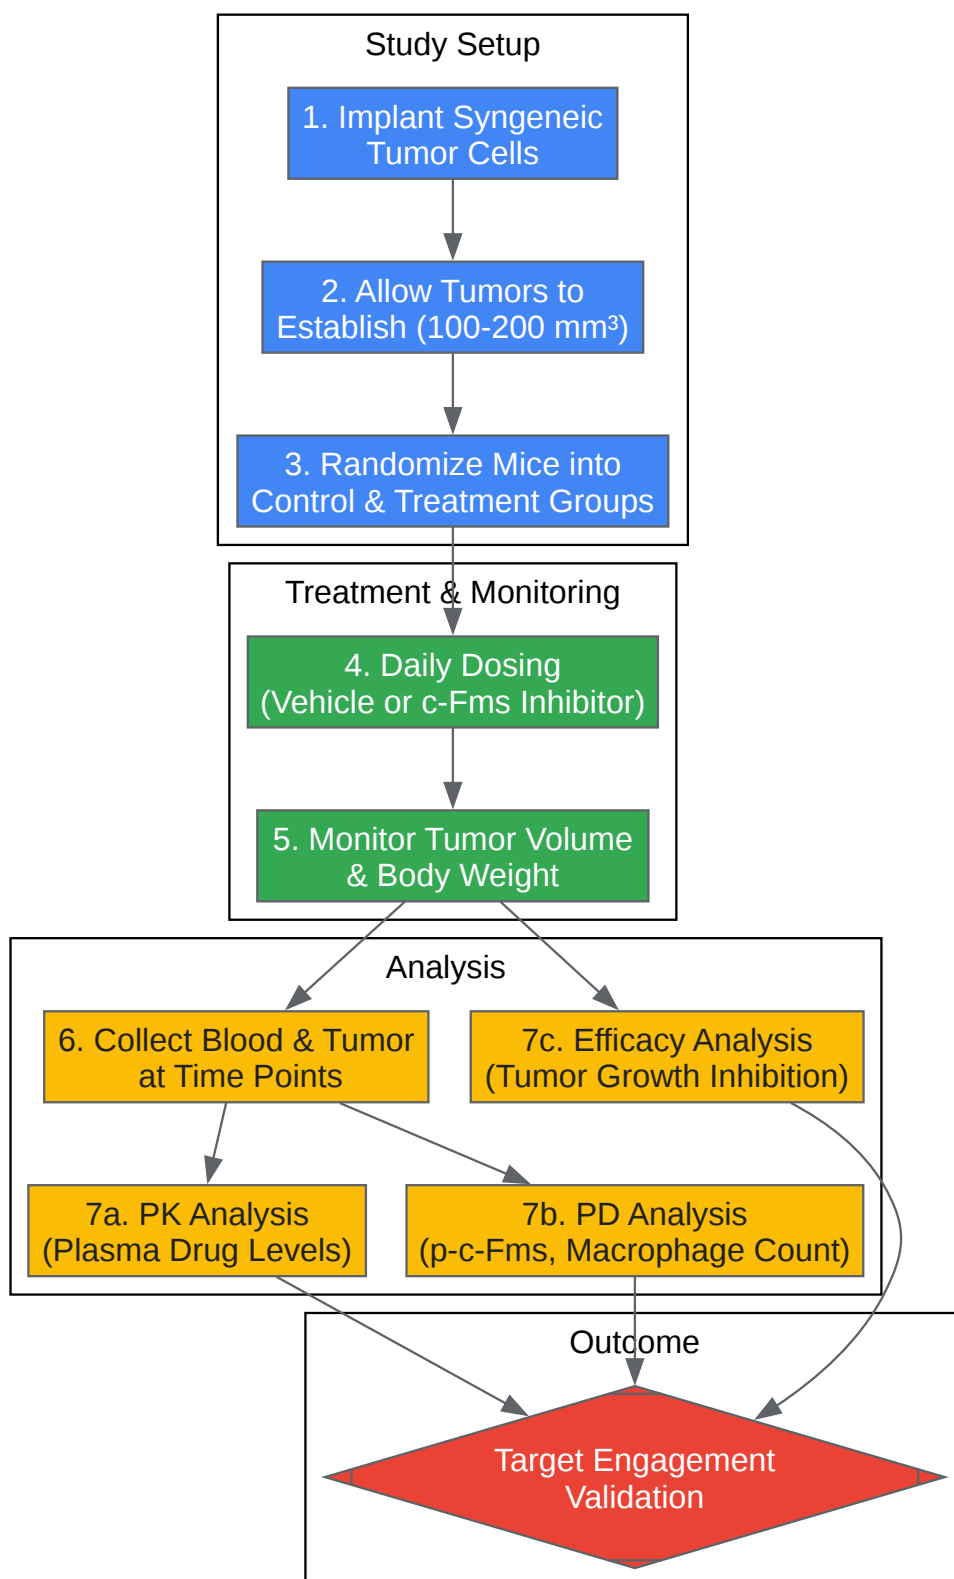 Study Setup
1. Implant Syngeneic
Tumor Cells
2. Allow Tumors to
Establish (100-200 mm³)
3. Randomize Mice into
Control & Treatment Groups
Treatment & Monitoring
4. Daily Dosing
(Vehicle or c-Fms Inhibitor)
5. Monitor Tumor Volume
& Body Weight
Analysis
6. Collect Blood & Tumor
at Time Points
7c. Efficacy Analysis
(Tumor Growth Inhibition)
7a. PK Analysis
(Plasma Drug Levels)
7b. PD Analysis
(p-c-Fms, Macrophage Count)
Outcome
Target Engagement
Validation